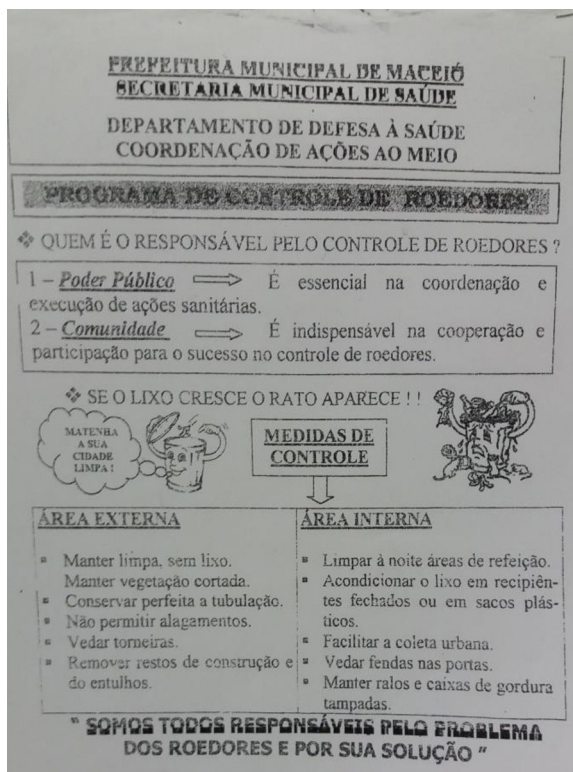 PREFEITURA MUNICIPAL DE MACEIÓ
SECRETARIA MUNICIPAL DE SAÚDE
DEPARTAMENTO DE DEFESA À SAÚDE
COORDENAÇÃO DE AÇÕES AO MEIO
PROGRAMA DE CONTROLE DE ROEDORES
❖ QUEM É O RESPONSÁVEL PELO CONTROLE DE ROEDORES ?
1 – Poder Público ⇨ É essencial na coordenação e
execução de ações sanitárias.
2 – Comunidade ⇨ É indispensável na cooperação e
participação para o sucesso no controle de roedores.
❖ SE O LIXO CRESCE O RATO APARECE ! !
MATENHA
A SUA
CIDADE
LIMPA !
MEDIDAS DE
CONTROLE
ÁREA EXTERNA
▪ Manter limpa, sem lixo.
Manter vegetação cortada.
▪ Conservar perfeita a tubulação.
▪ Não permitir alagamentos.
▪ Vedar torneiras.
▪ Remover restos de construção e
do entulhos.
ÁREA INTERNA
▪ Limpar à noite áreas de refeição.
▪ Acondicionar o lixo em recipiên-
tes fechados ou em sacos plás-
ticos.
▪ Facilitar a coleta urbana.
▪ Vedar fendas nas portas.
▪ Manter ralos e caixas de gordura
tampadas.
" SOMOS TODOS RESPONSÁVEIS PELO PROBLEMA
DOS ROEDORES E POR SUA SOLUÇÃO "